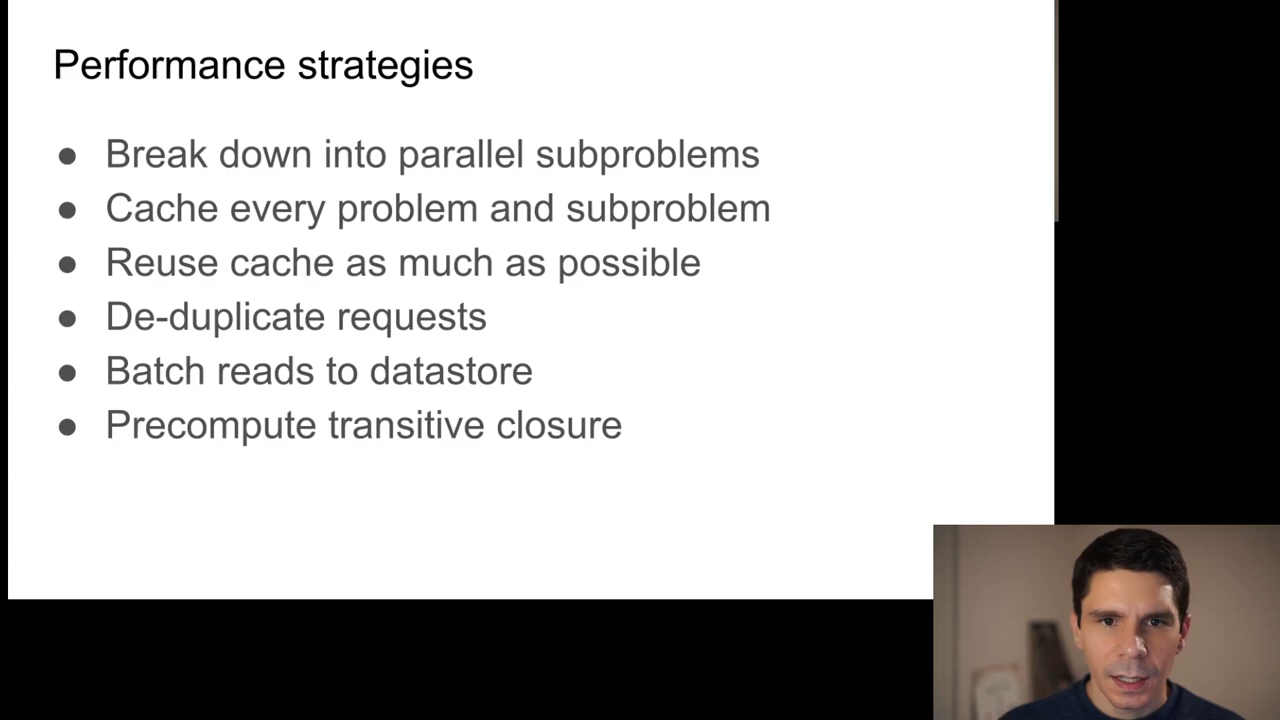 Performance strategies
● Break down into parallel subproblems
● Cache every problem and subproblem
● Reuse cache as much as possible
● De-duplicate requests
● Batch reads to datastore
● Precompute transitive closure